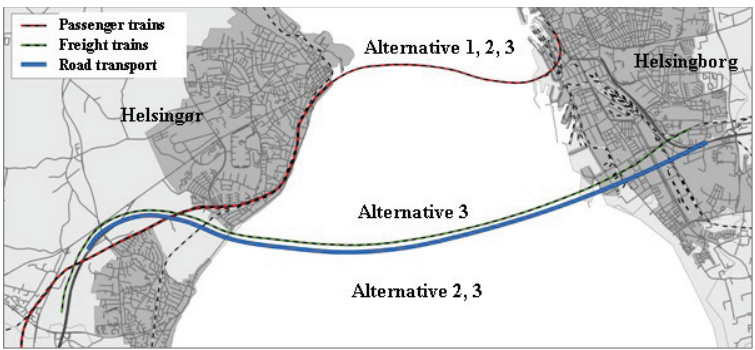 Passenger trains
Freight trains
Road transport
Alternative 1, 2, 3
Helsingborg
Helsingør
Alternative 3
Alternative 2, 3